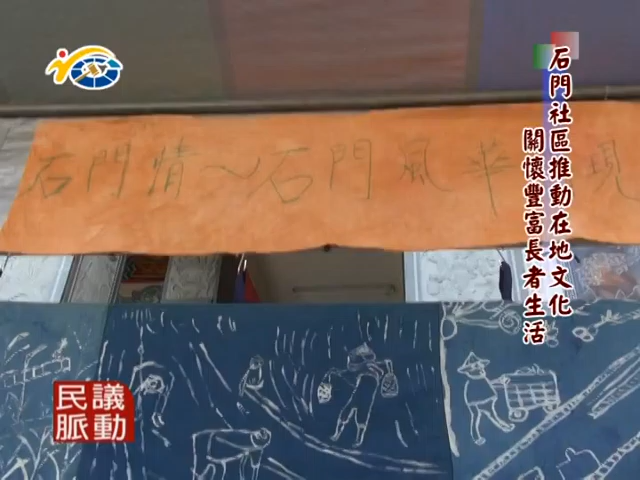 石門社區推動在地文化
關懷豐富長者生活
石門情~石門風華現
民議
脈動